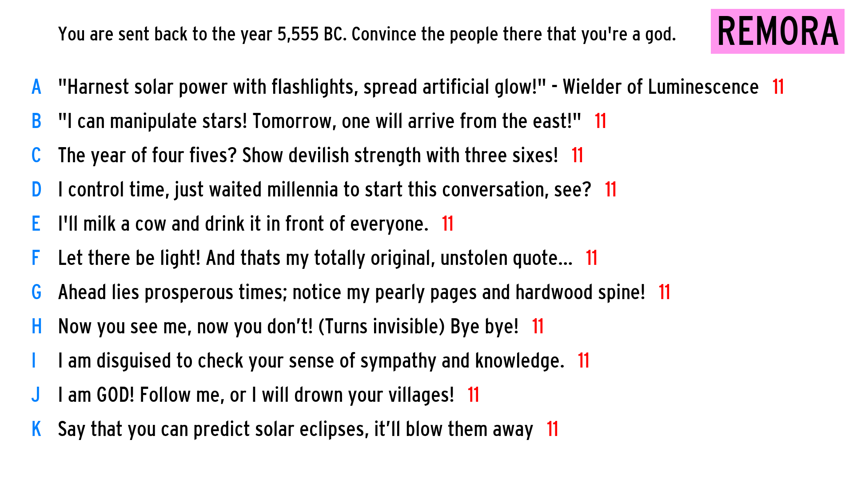 You are sent back to the year 5,555 BC. Convince the people there that you're a god.
REMORA
A "Harnest solar power with flashlights, spread artificial glow!" - Wielder of Luminescence 11
B "I can manipulate stars! Tomorrow, one will arrive from the east!" 11
C The year of four fives? Show devilish strength with three sixes! 11
D I control time, just waited millennia to start this conversation, see? 11
E I'll milk a cow and drink it in front of everyone. 11
F Let there be light! And thats my totally original, unstolen quote... 11
G Ahead lies prosperous times; notice my pearly pages and hardwood spine! 11
H Now you see me, now you don't! (Turns invisible) Bye bye! 11
I I am disguised to check your sense of sympathy and knowledge. 11
J I am GOD! Follow me, or I will drown your villages! 11
K Say that you can predict solar eclipses, it'll blow them away 11